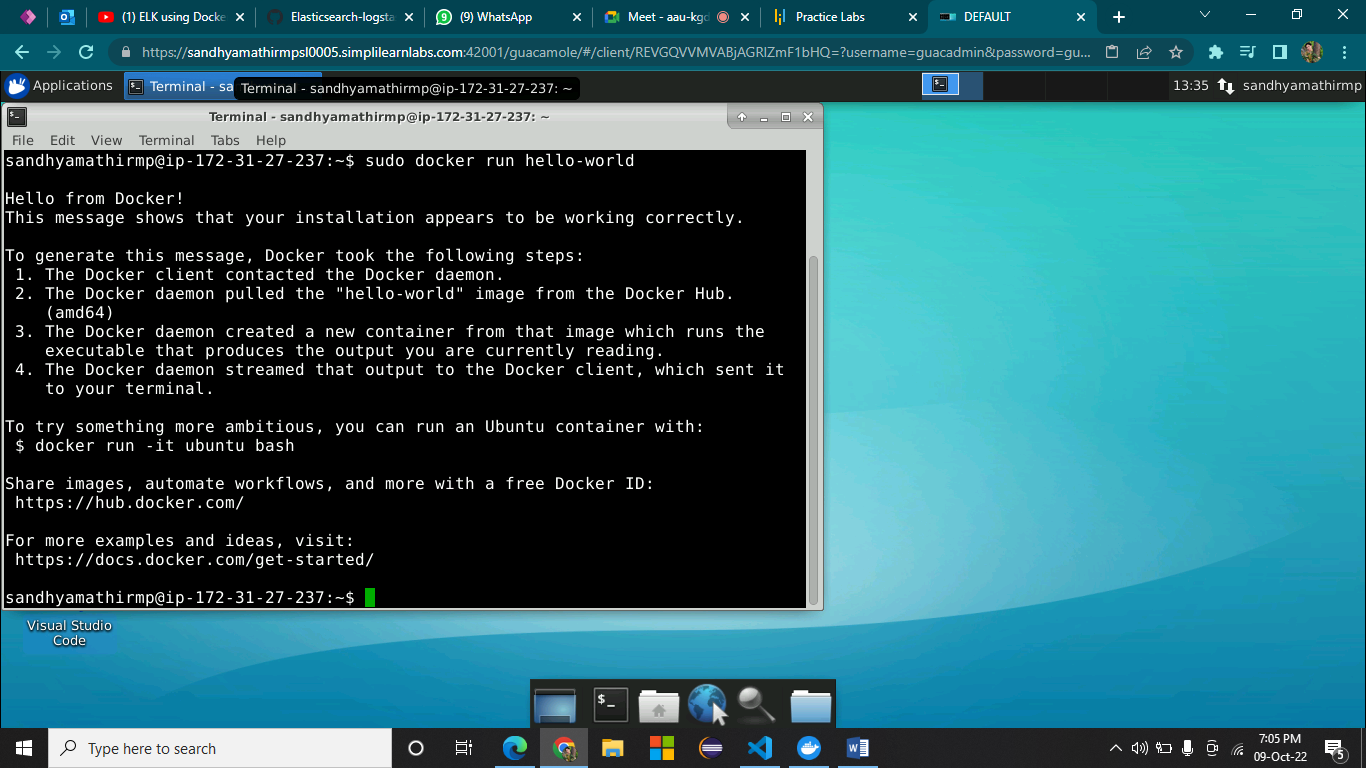 (1) ELK using Docke
Elasticsearch-logsta
(9) WhatsApp
Meet - aau-kgd
Practice Labs
DEFAULT
https://sandhyamathirmpsl0005.simplilearnlabs.com:42001/guacamole/#/client/REVGQVVMVABjAGRlZmF1bHQ=?username=guacadmin&password=gu...
Applications
Terminal - sa
Terminal - sandhyamathirmp@ip-172-31-27-237: ~
13:35
sandhyamathirmp
Terminal - sandhyamathirmp@ip-172-31-27-237: ~
File Edit View Terminal Tabs Help
sandhyamathirmp@ip-172-31-27-237:~$ sudo docker run hello-world
Hello from Docker!
This message shows that your installation appears to be working correctly.
To generate this message, Docker took the following steps:
1. The Docker client contacted the Docker daemon.
2. The Docker daemon pulled the "hello-world" image from the Docker Hub.
(amd64)
3. The Docker daemon created a new container from that image which runs the
executable that produces the output you are currently reading.
4. The Docker daemon streamed that output to the Docker client, which sent it
to your terminal.
To try something more ambitious, you can run an Ubuntu container with:
$ docker run -it ubuntu bash
Share images, automate workflows, and more with a free Docker ID:
https://hub.docker.com/
For more examples and ideas, visit:
https://docs.docker.com/get-started/
sandhyamathirmp@ip-172-31-27-237:~$
Visual Studio
Code
Type here to search
7:05 PM
09-Oct-22
5